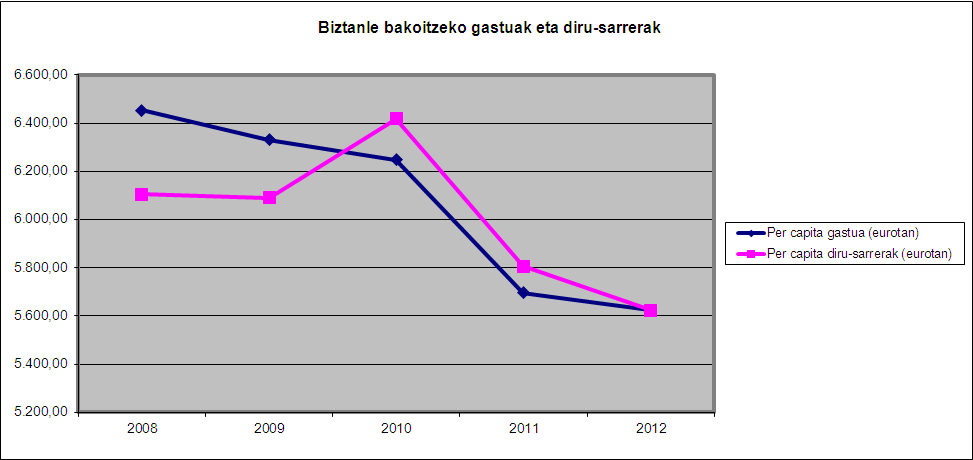 Biztanle bakoitzeko gastuak eta diru-sarrerak
6.600,00
6.400,00
6.200,00
6.000,00
5.800,00
5.600,00
5.400,00
5.200,00
2008 2009 2010 2011 2012
Per capita gastua (eurotan)
Per capita diru-sarrerak (eurotan)